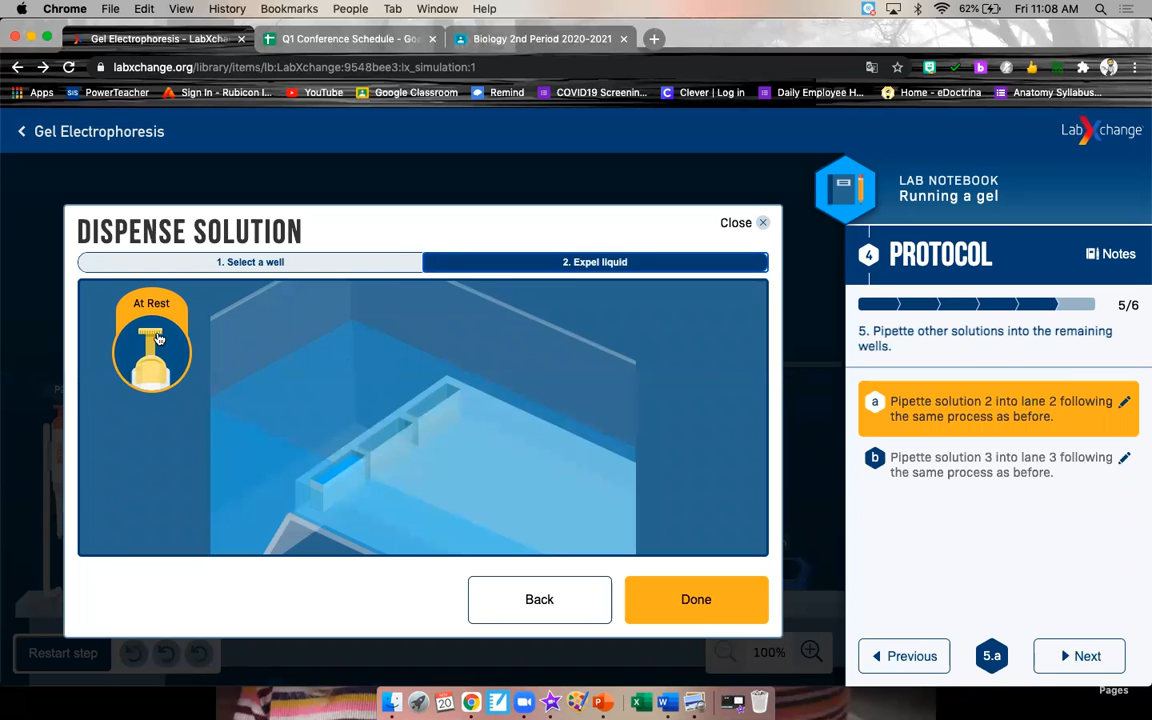 Chrome File Edit View History Bookmarks People Tab Window Help 62% Fri 11:08 AM
Gel Electrophoresis - LabXcha
Q1 Conference Schedule - Goo
Biology 2nd Period 2020-2021
labxchange.org/library/items/lb:LabXchange:9548bee3:lx_simulation:1
Apps PowerTeacher Sign In - Rubicon I... YouTube Google Classroom Remind COVID19 Screenin... Clever | Log in Daily Employee H... Home - eDoctrina Anatomy Syllabus...
Gel Electrophoresis
LabXchange
LAB NOTEBOOK
Running a gel
DISPENSE SOLUTION
Close
1. Select a well
2. Expel liquid
At Rest
Back
Done
Restart step
100%
4 PROTOCOL
Notes
5/6
5. Pipette other solutions into the remaining
wells.
a Pipette solution 2 into lane 2 following
the same process as before.
b Pipette solution 3 into lane 3 following
the same process as before.
Previous
5.a
Next
20
Pages